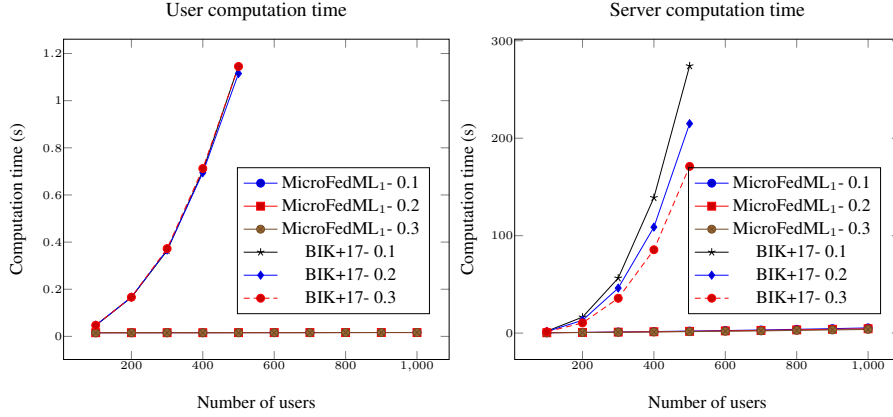 User computation time
Computation time (s)
1.2
1
0.8
0.6
0.4
0.2
0
200
400
600
800
1,000
Number of users
MicroFedML₁- 0.1
MicroFedML₁- 0.2
MicroFedML₁- 0.3
BIK+17- 0.1
BIK+17- 0.2
BIK+17- 0.3
Server computation time
Computation time (s)
300
200
100
0
200
400
600
800
1,000
Number of users
MicroFedML₁- 0.1
MicroFedML₁- 0.2
MicroFedML₁- 0.3
BIK+17- 0.1
BIK+17- 0.2
BIK+17- 0.3